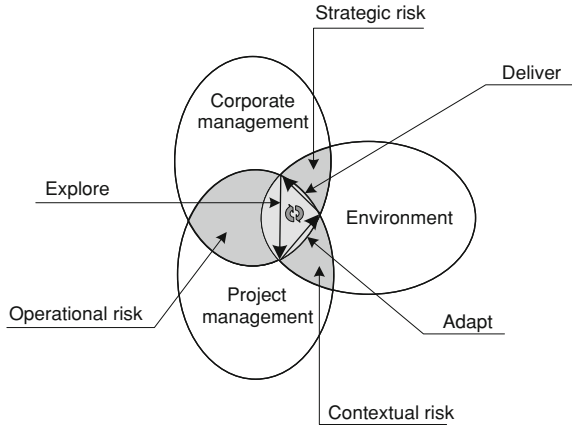 Strategic risk
Deliver
Corporate
management
Explore
Environment
Project
management
Operational risk
Adapt
Contextual risk